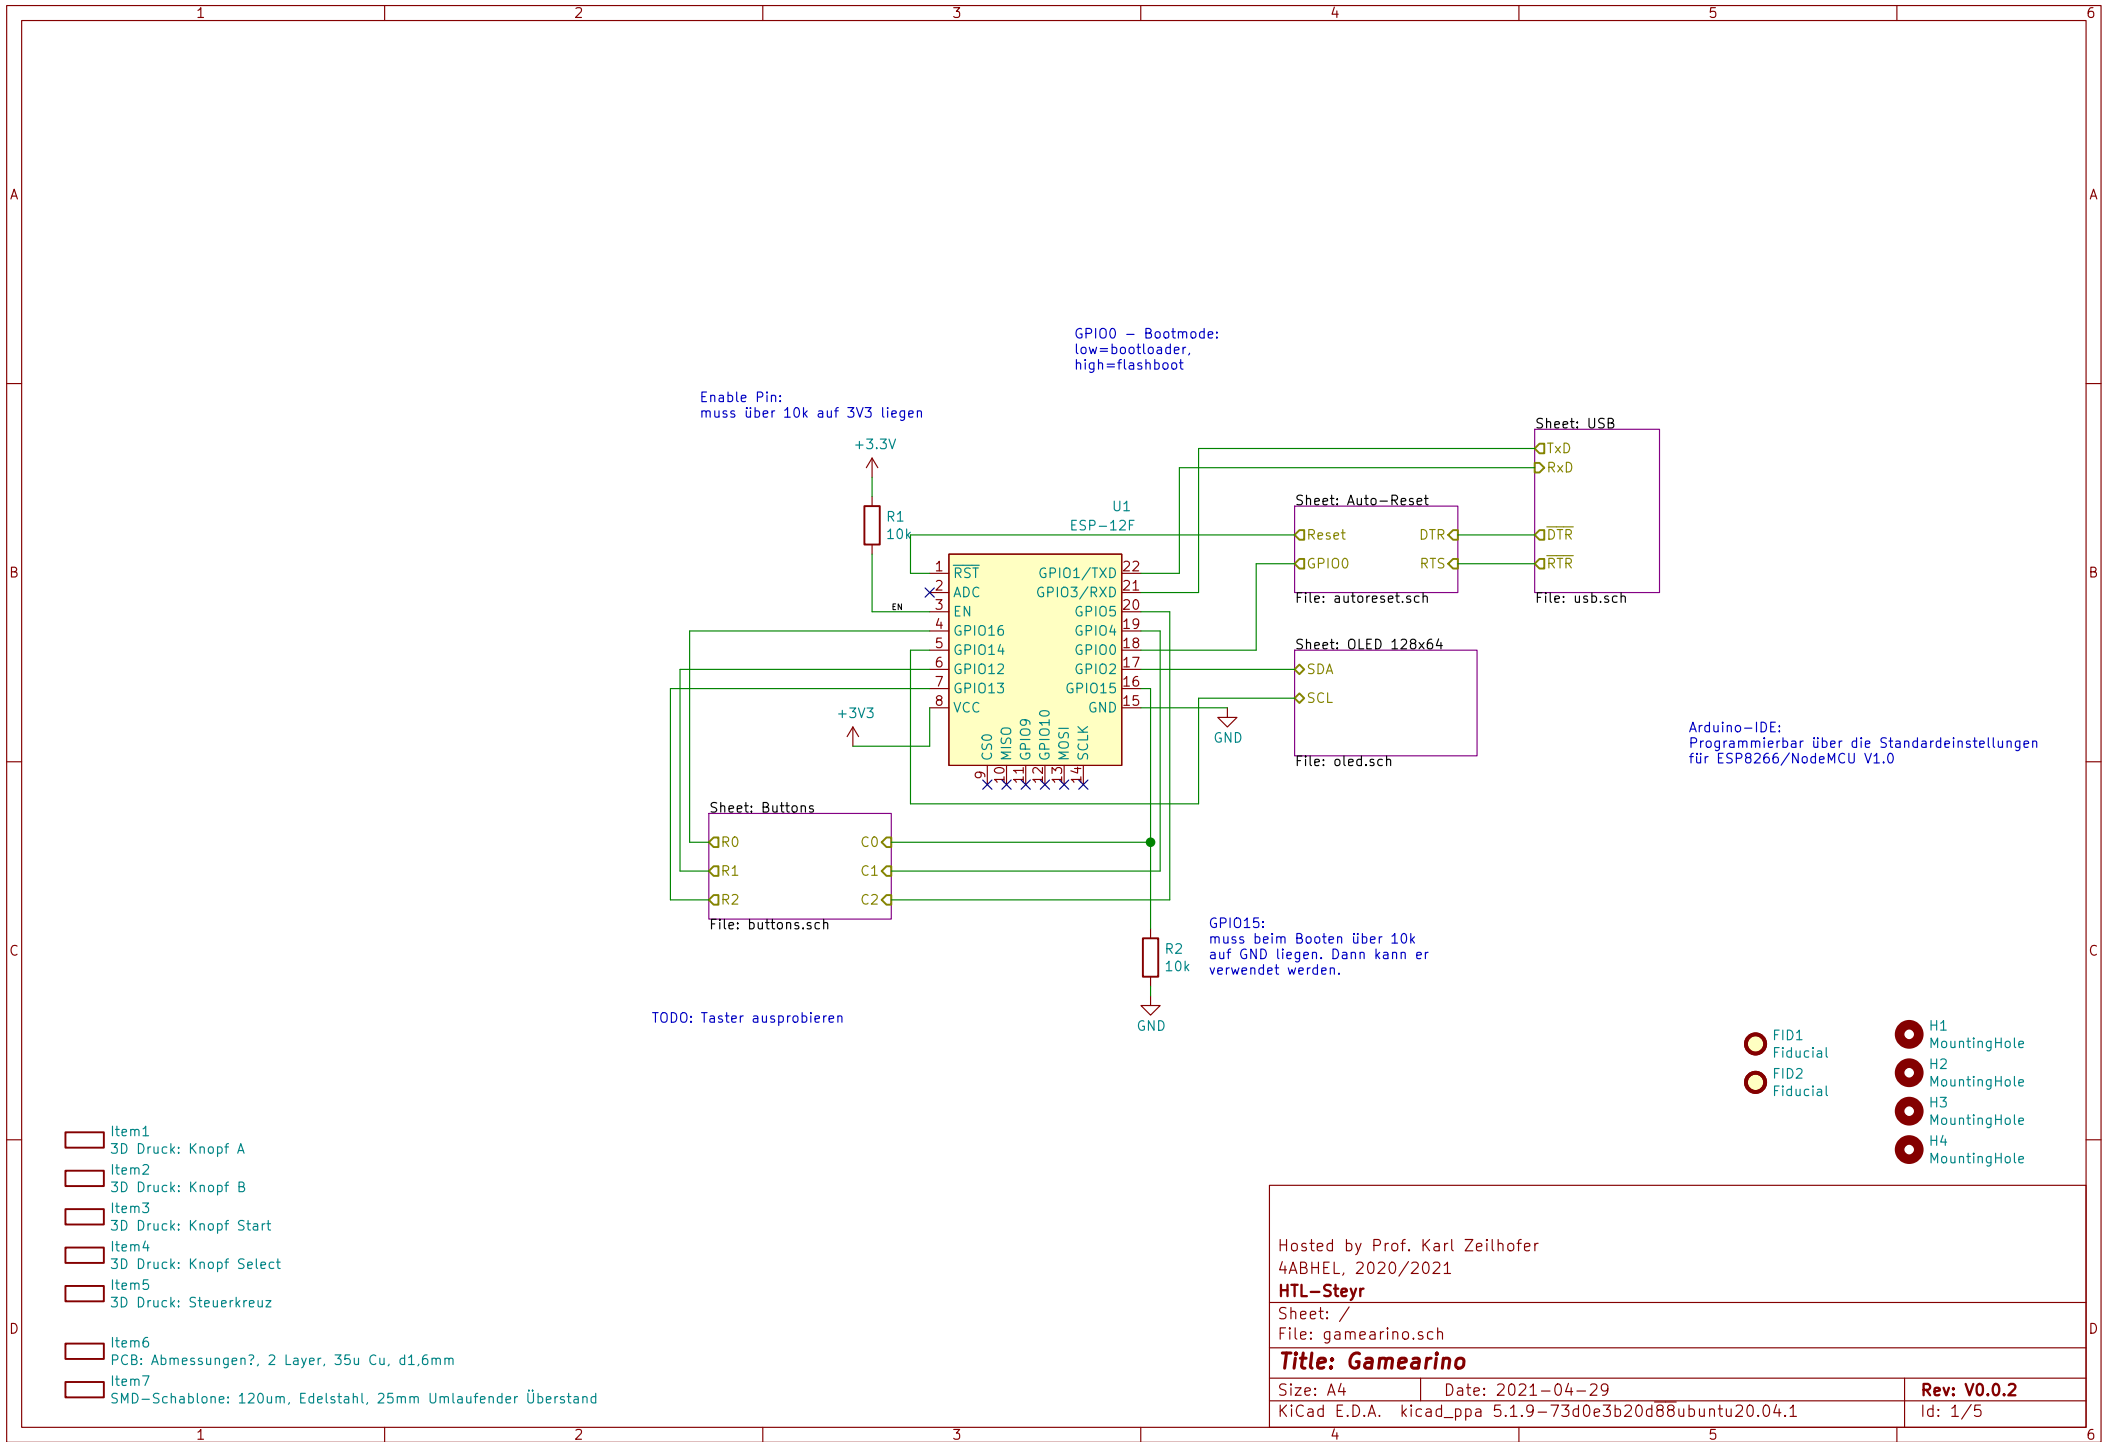 1 2 3 4 5 6
A A
B B
C C
D D
GPIO0 - Bootmode:
low=bootloader,
high=flashboot
Enable Pin:
muss über 10k auf 3V3 liegen
+3.3V
R1
10k
EN
U1
ESP-12F
1 RST
2 ADC
3 EN
4 GPIO16
5 GPIO14
6 GPIO12
7 GPIO13
8 VCC
GPIO1/TXD 22
GPIO3/RXD 21
GPIO5 20
GPIO4 19
GPIO0 18
GPIO2 17
GPIO15 16
GND 15
CS0 9
MISO 10
GPIO9 11
GPIO10 12
MOSI 13
SCLK 14
+3V3
GND
Sheet: USB
TxD
RxD
DTR
RTR
File: usb.sch
Sheet: Auto-Reset
Reset DTR
GPIO0 RTS
File: autoreset.sch
Sheet: OLED 128x64
SDA
SCL
File: oled.sch
Arduino-IDE:
Programmierbar über die Standardeinstellungen
für ESP8266/NodeMCU V1.0
Sheet: Buttons
R0 C0
R1 C1
R2 C2
File: buttons.sch
GPIO15:
muss beim Booten über 10k
auf GND liegen. Dann kann er
verwendet werden.
R2
10k
GND
TODO: Taster ausprobieren
FID1
Fiducial
FID2
Fiducial
H1
MountingHole
H2
MountingHole
H3
MountingHole
H4
MountingHole
Item1
3D Druck: Knopf A
Item2
3D Druck: Knopf B
Item3
3D Druck: Knopf Start
Item4
3D Druck: Knopf Select
Item5
3D Druck: Steuerkreuz
Item6
PCB: Abmessungen?, 2 Layer, 35u Cu, d1,6mm
Item7
SMD-Schablone: 120um, Edelstahl, 25mm Umlaufender Überstand
Hosted by Prof. Karl Zeilhofer
4ABHEL, 2020/2021
HTL-Steyr
Sheet: /
File: gamearino.sch
Title: Gamearino
Size: A4 Date: 2021-04-29 Rev: V0.0.2
KiCad E.D.A. kicad_ppa 5.1.9-73d0e3b20d88ubuntu20.04.1 Id: 1/5
1 2 3 4 5 6